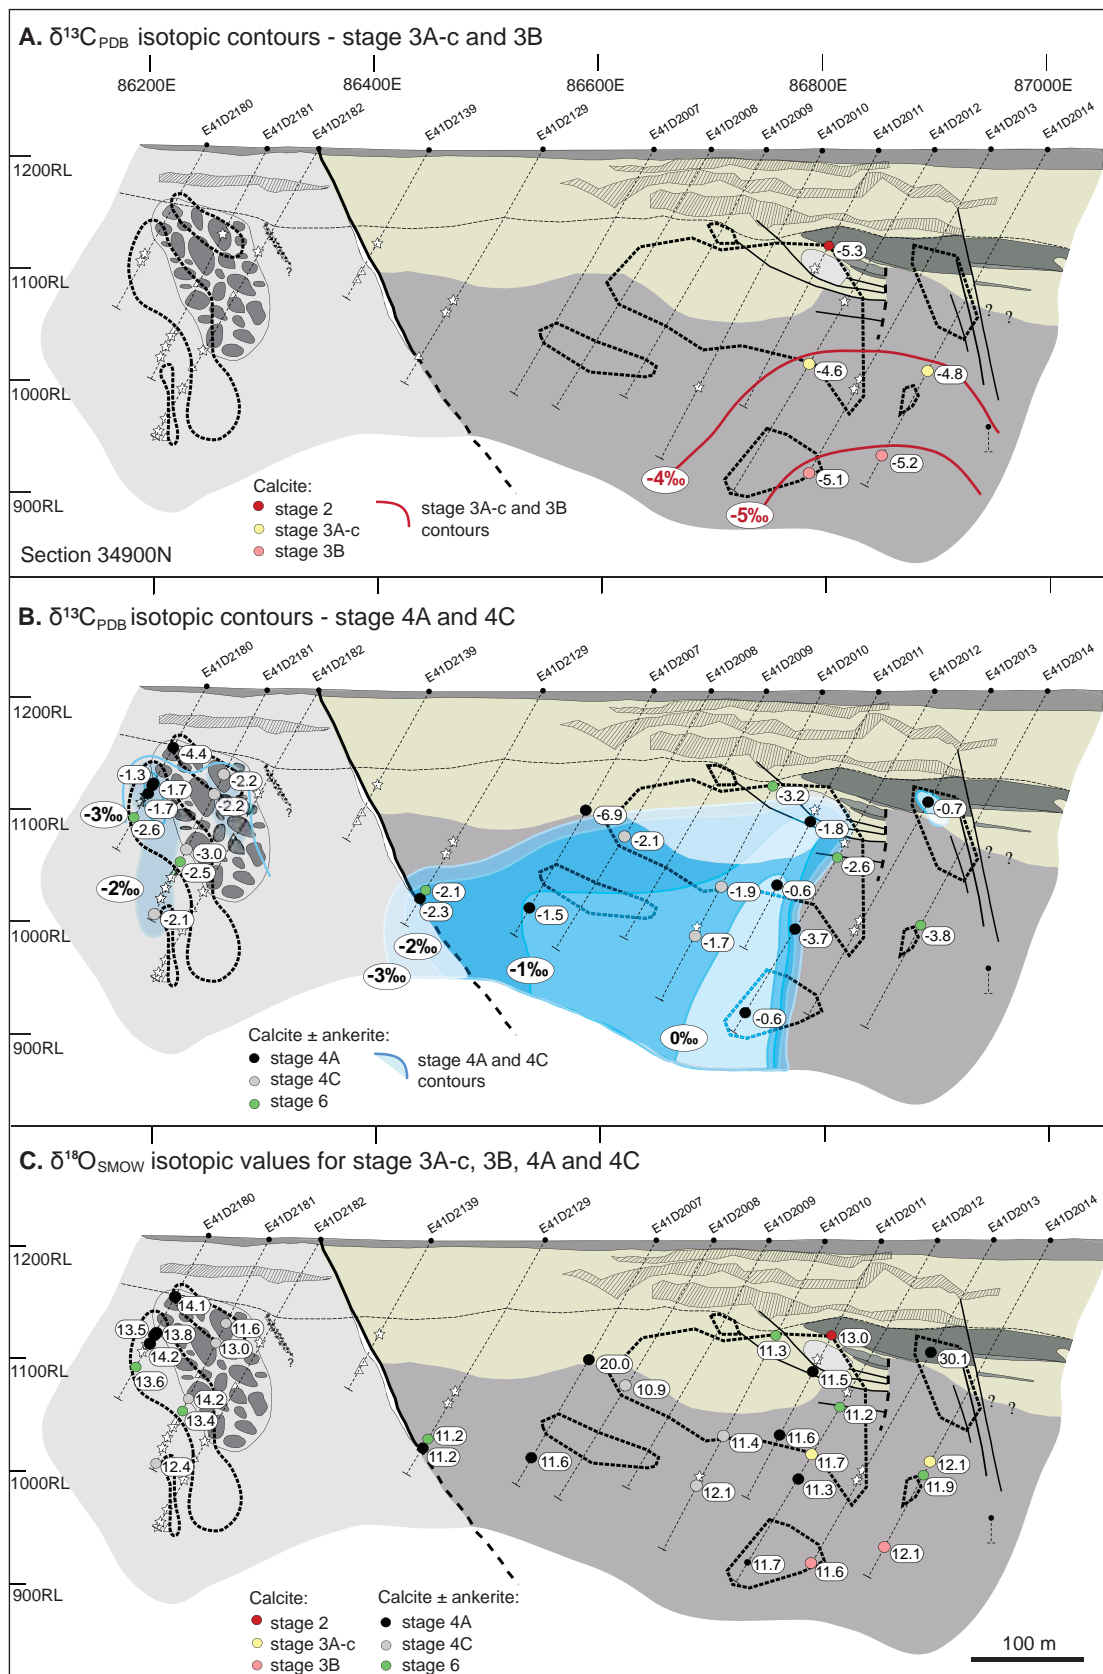 A. δ¹³C PDB isotopic contours - stage 3A-c and 3B
86200E 86400E 86600E 86800E 87000E
E41D2180 E41D2181 E41D2182 E41D2139 E41D2129 E41D2007 E41D2008 E41D2009 E41D2010 E41D2011 E41D2012 E41D2013 E41D2014
1200RL
?
-5.3
1100RL
? ?
-4.6 -4.8
1000RL
-5.2
-4‰ -5.1
900RL
-5‰
Calcite:
stage 2
stage 3A-c
stage 3B
stage 3A-c and 3B
contours
Section 34900N
B. δ¹³C PDB isotopic contours - stage 4A and 4C
E41D2180 E41D2181 E41D2182 E41D2139 E41D2129 E41D2007 E41D2008 E41D2009 E41D2010 E41D2011 E41D2012 E41D2013 E41D2014
1200RL
-4.4
-1.3 -1.7 -2.2
-3.2
-1.7 -2.2 -0.7
-3‰ -6.9
1100RL
-2.6 -2.1 -1.8
? ?
-3.0
-2.5 -2.6
-2‰ -2.1 -1.9 -0.6
-2.3
-2.1 -1.5
1000RL
-1.7 -3.7 -3.8
-2‰
-3‰ -1‰
-0.6
900RL
0‰
Calcite ± ankerite:
stage 4A
stage 4C
stage 6
stage 4A and 4C
contours
C. δ¹⁸O SMOW isotopic values for stage 3A-c, 3B, 4A and 4C
E41D2180 E41D2181 E41D2182 E41D2139 E41D2129 E41D2007 E41D2008 E41D2009 E41D2010 E41D2011 E41D2012 E41D2013 E41D2014
1200RL
14.1
13.5 13.8 11.6
13.0
14.2 13.0 11.3
?
1100RL
20.0 30.1
13.6 10.9 11.5
14.2
13.4 11.2
? ?
11.2 11.4 11.6
12.4 11.2 11.6 11.7 12.1
1000RL
12.1 11.3 11.9
12.1
11.7 11.6
900RL
Calcite:
stage 2
stage 3A-c
stage 3B
Calcite ± ankerite:
stage 4A
stage 4C
stage 6
100 m